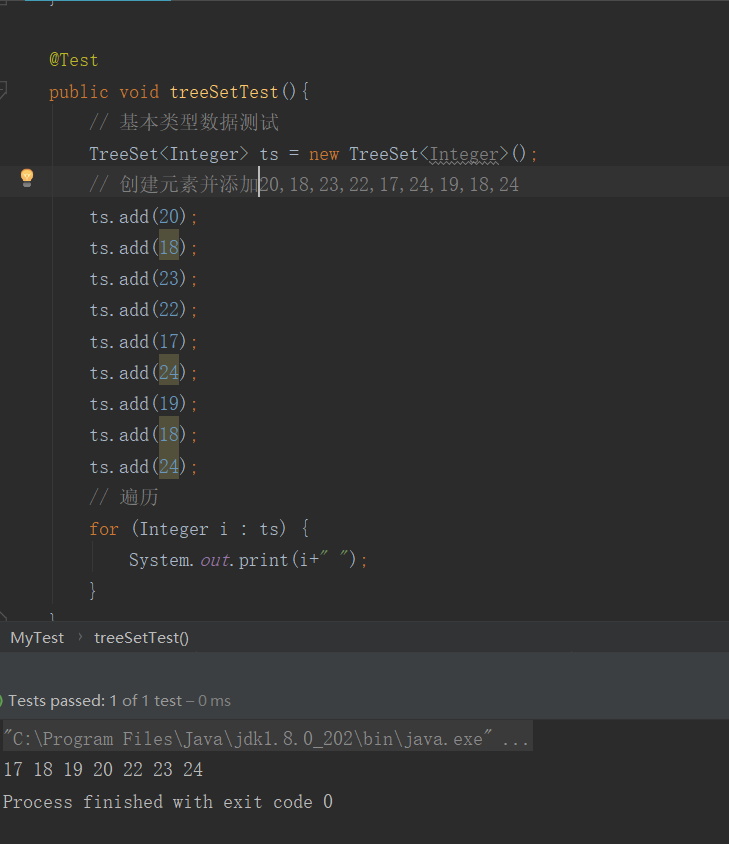 @Test
public void treeSetTest(){
// 基本类型数据测试
TreeSet<Integer> ts = new TreeSet<Integer>();
// 创建元素并添加20,18,23,22,17,24,19,18,24
ts.add(20);
ts.add(18);
ts.add(23);
ts.add(22);
ts.add(17);
ts.add(24);
ts.add(19);
ts.add(18);
ts.add(24);
// 遍历
for (Integer i : ts) {
System.out.print(i+" ");
}
}
MyTest › treeSetTest()
Tests passed: 1 of 1 test – 0 ms
"C:\Program Files\Java\jdk1.8.0_202\bin\java.exe" ...
17 18 19 20 22 23 24
Process finished with exit code 0